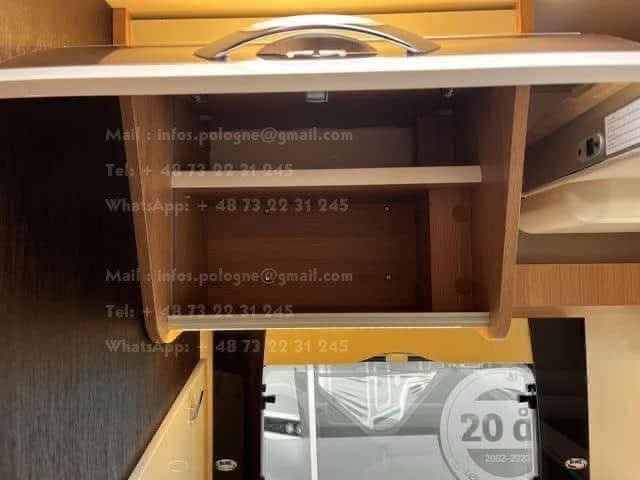 Mail : infos.pologne@gmail.com
Tel: + 48 73 22 31 245
WhatsApp: + 48 73 22 31 245
Mail : infos.pologne@gmail.com
Tel: + 48 73 22 31 245
WhatsApp: + 48 73 22 31 245
20 å
2002–2022